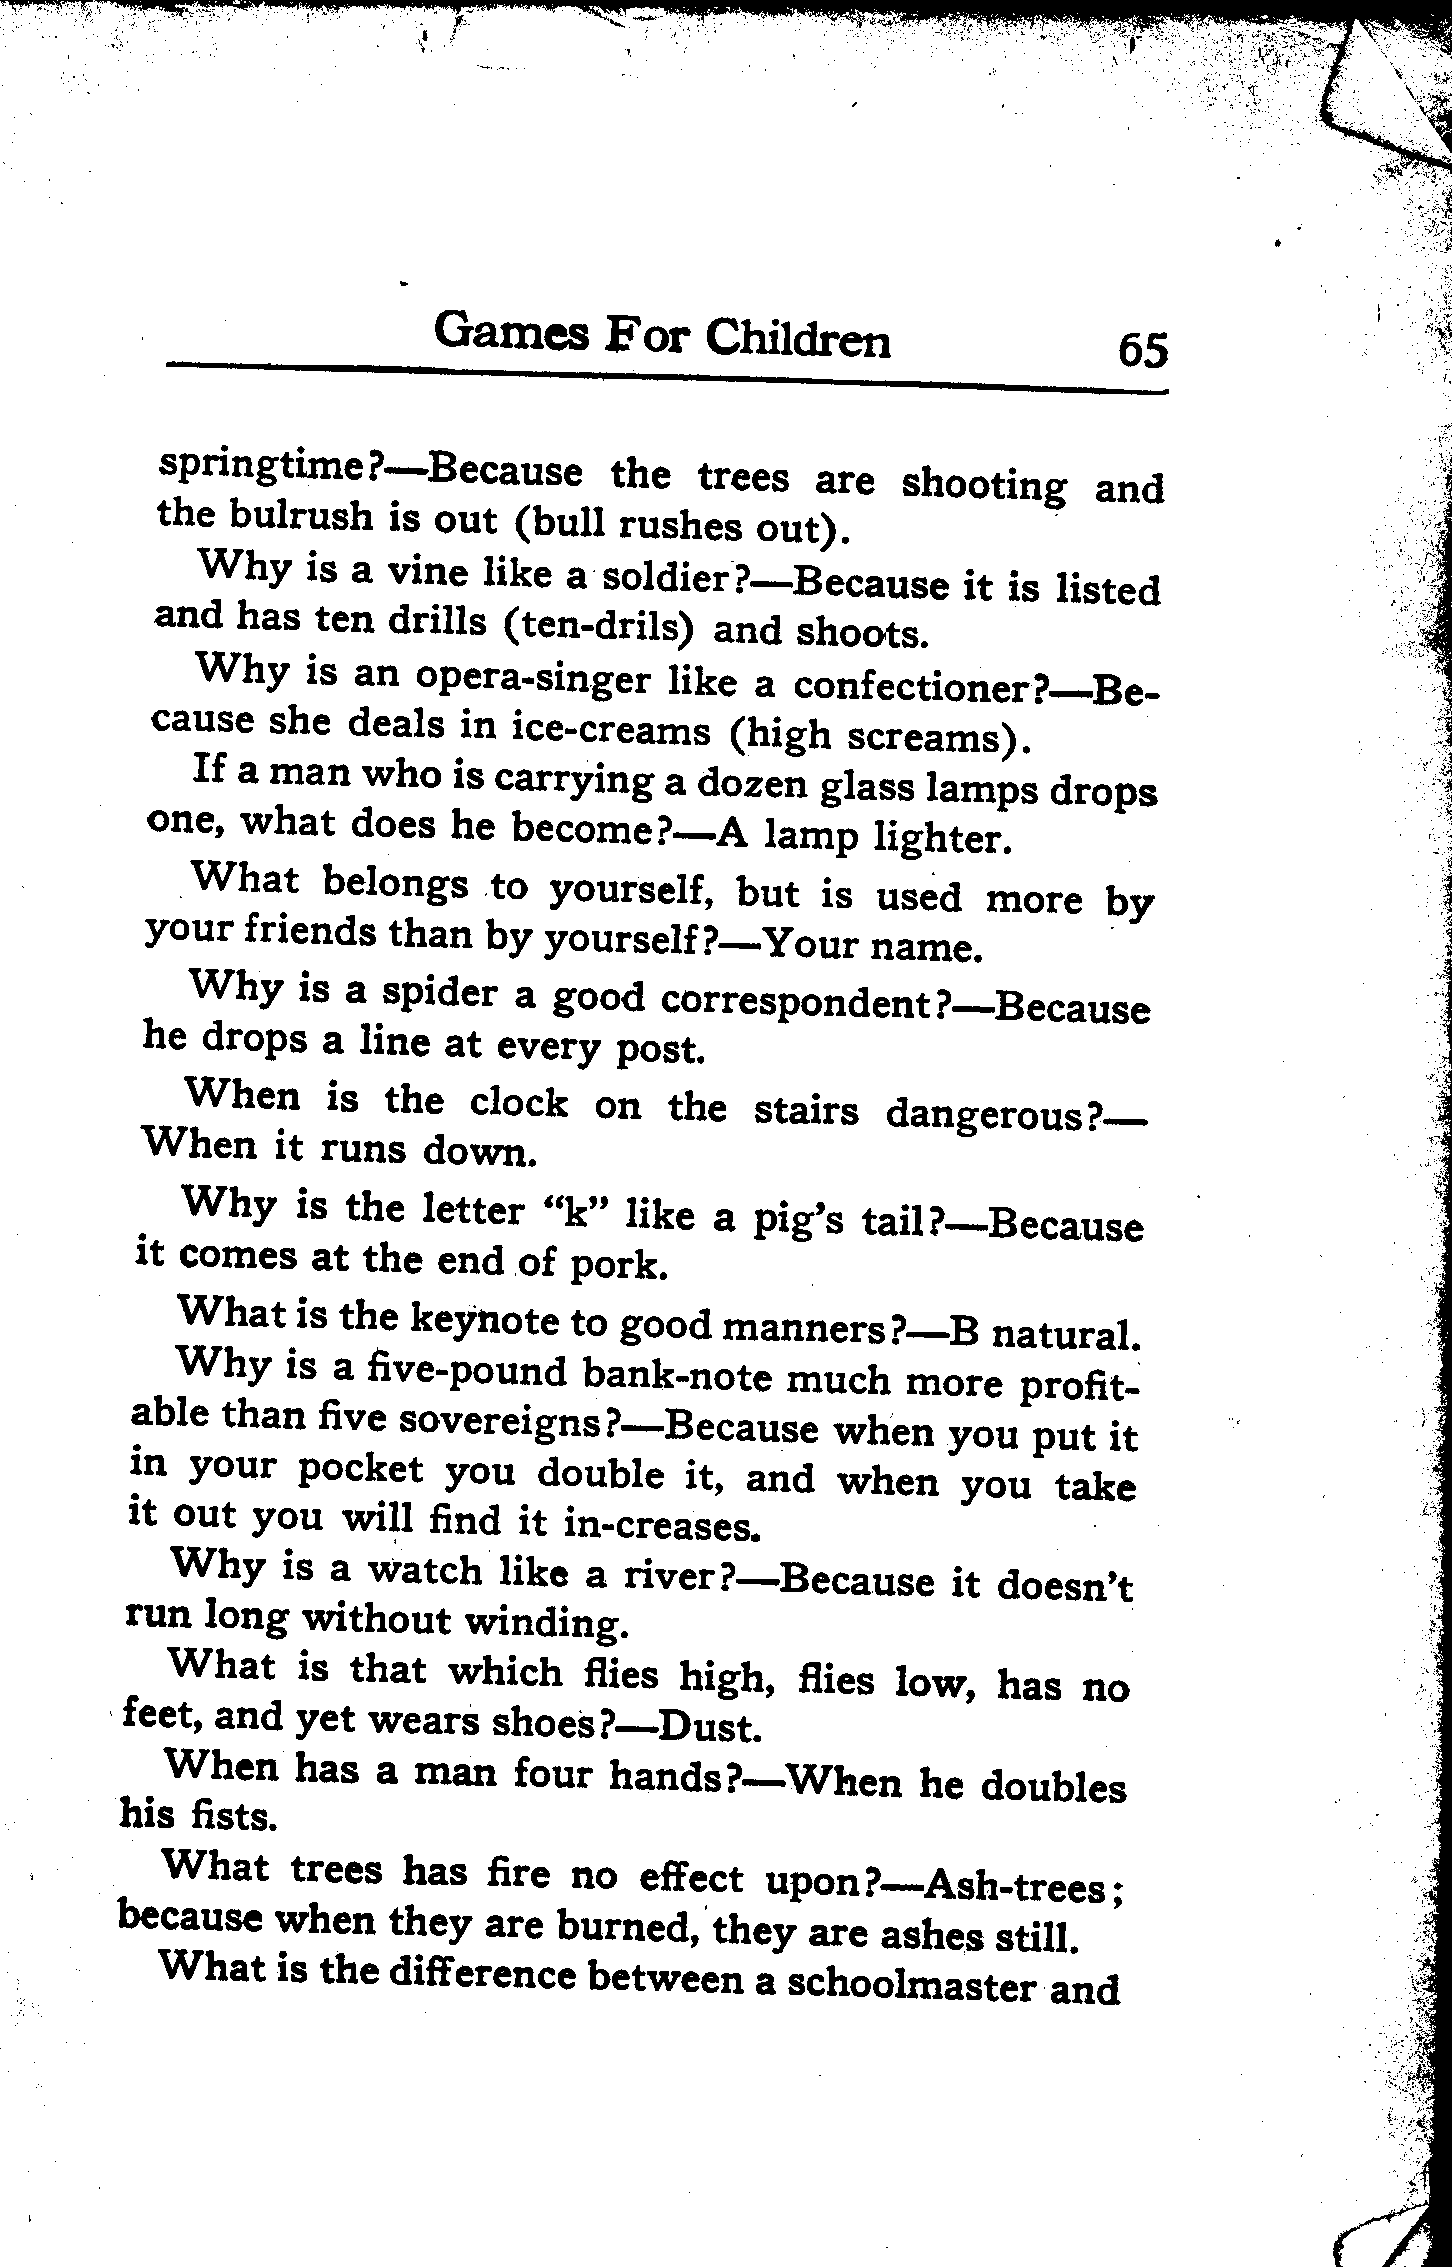 Games For Children 65
springtime?—Because the trees are shooting and
the bulrush is out (bull rushes out).
Why is a vine like a soldier?—Because it is listed
and has ten drills (ten-drils) and shoots.
Why is an opera-singer like a confectioner?—Be-
cause she deals in ice-creams (high screams).
If a man who is carrying a dozen glass lamps drops
one, what does he become?—A lamp lighter.
What belongs to yourself, but is used more by
your friends than by yourself?—Your name.
Why is a spider a good correspondent?—Because
he drops a line at every post.
When is the clock on the stairs dangerous?—
When it runs down.
Why is the letter “k” like a pig’s tail?—Because
it comes at the end of pork.
What is the keynote to good manners?—B natural.
Why is a five-pound bank-note much more profit-
able than five sovereigns?—Because when you put it
in your pocket you double it, and when you take
it out you will find it in-creases.
Why is a watch like a river?—Because it doesn’t
run long without winding.
What is that which flies high, flies low, has no
feet, and yet wears shoes?—Dust.
When has a man four hands?—When he doubles
his fists.
What trees has fire no effect upon?—Ash-trees;
because when they are burned, they are ashes still.
What is the difference between a schoolmaster and